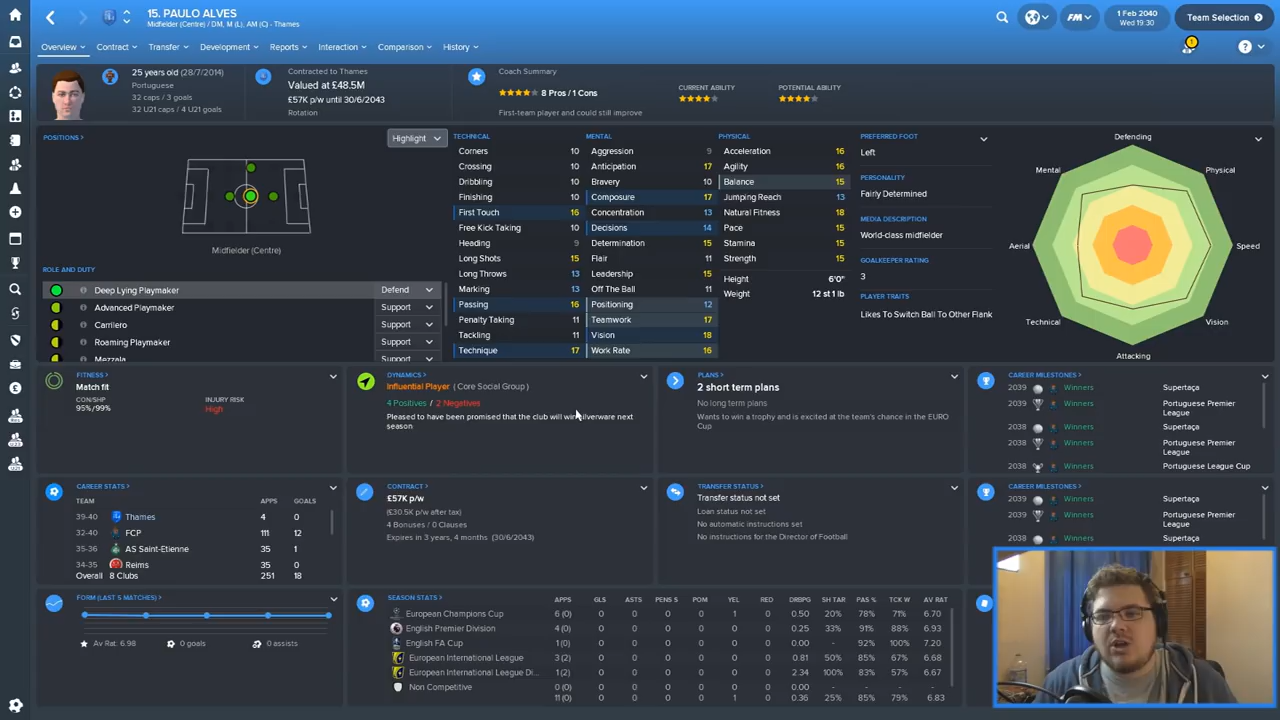 15. PAULO ALVES
Midfielder (Centre) / DM, M (L), AM (C) - Thames
FM
1 Feb 2040
Wed 19:30
Team Selection
Overview
Contract
Transfer
Development
Reports
Interaction
Comparison
History
25 years old (28/7/2014)
Portuguese
32 caps / 3 goals
32 U21 caps / 4 U21 goals
Contracted to Thames
Valued at £48.5M
£57K p/w until 30/6/2043
Rotation
Coach Summary
8 Pros / 1 Cons
First-team player and could still improve
CURRENT ABILITY
POTENTIAL ABILITY
POSITIONS >
Highlight
Midfielder (Centre)
ROLE AND DUTY
Deep Lying Playmaker Defend
Advanced Playmaker Support
Carrilero Support
Roaming Playmaker Support
Mezzala Support
TECHNICAL
Corners 10
Crossing 10
Dribbling 10
Finishing 10
First Touch 16
Free Kick Taking 10
Heading 9
Long Shots 15
Long Throws 13
Marking 13
Passing 16
Penalty Taking 11
Tackling 11
Technique 17
MENTAL
Aggression 9
Anticipation 17
Bravery 10
Composure 17
Concentration 13
Decisions 14
Determination 15
Flair 11
Leadership 15
Off The Ball 11
Positioning 12
Teamwork 17
Vision 18
Work Rate 16
PHYSICAL
Acceleration 16
Agility 16
Balance 15
Jumping Reach 13
Natural Fitness 18
Pace 15
Stamina 15
Strength 15
Height 6'0"
Weight 12 st 1 lb
PREFERRED FOOT
Left
PERSONALITY
Fairly Determined
MEDIA DESCRIPTION
World-class midfielder
GOALKEEPER RATING
3
PLAYER TRAITS
Likes To Switch Ball To Other Flank
Defending
Physical
Speed
Vision
Attacking
Technical
Aerial
Mental
FITNESS >
Match fit
CON/SHP
95%/99%
INJURY RISK
High
DYNAMICS >
Influential Player ( Core Social Group )
4 Positives / 2 Negatives
Pleased to have been promised that the club will win silverware next
season
PLANS >
2 short term plans
No long term plans
Wants to win a trophy and is excited at the team's chance in the EURO
Cup
CAREER MILESTONES >
2039 Winners Supertaça
2039 Winners Portuguese Premier
League
2038 Winners Supertaça
2038 Winners Portuguese Premier
League
2038 Winners Portuguese League Cup
CAREER STATS >
TEAM APPS GOALS
39-40 Thames 4 0
32-40 FCP 111 12
35-36 AS Saint-Etienne 35 1
34-35 Reims 35 0
Overall 8 Clubs 251 18
CONTRACT >
£57K p/w
(£30.5K p/w after tax)
4 Bonuses / 0 Clauses
Expires in 3 years, 4 months (30/6/2043)
TRANSFER STATUS >
Transfer status not set
Loan status not set
No automatic instructions set
No instructions for the Director of Football
CAREER MILESTONES >
2039 Winners Supertaça
2039 Winners Portuguese Premier
League
2038 Winners Supertaça
FORM (LAST 5 MATCHES) >
Av Rat: 6.98
0 goals
0 assists
SEASON STATS >
APPS GLS ASTS PENS S POM YEL RED DRBPG SH TAR PAS % TCK W AV RAT
European Champions Cup 6 (0) 0 0 0 0 1 0 0.50 20% 78% 71% 6.70
English Premier Division 4 (0) 0 0 0 0 0 0 0.25 33% 91% 88% 6.93
English FA Cup 1 (0) 0 0 0 0 0 0 0.00 - 92% 100% 7.20
European International League 3 (2) 0 0 0 0 0 0 0.81 50% 85% 67% 6.68
European International League Di... 1 (2) 0 0 0 0 0 0 2.34 100% 83% 57% 6.67
Non Competitive 0 (0) 0 0 0 0 0 0 0.00 - - - -
11 (0) 0 0 0 0 1 0 0.36 25% 85% 79% 6.83